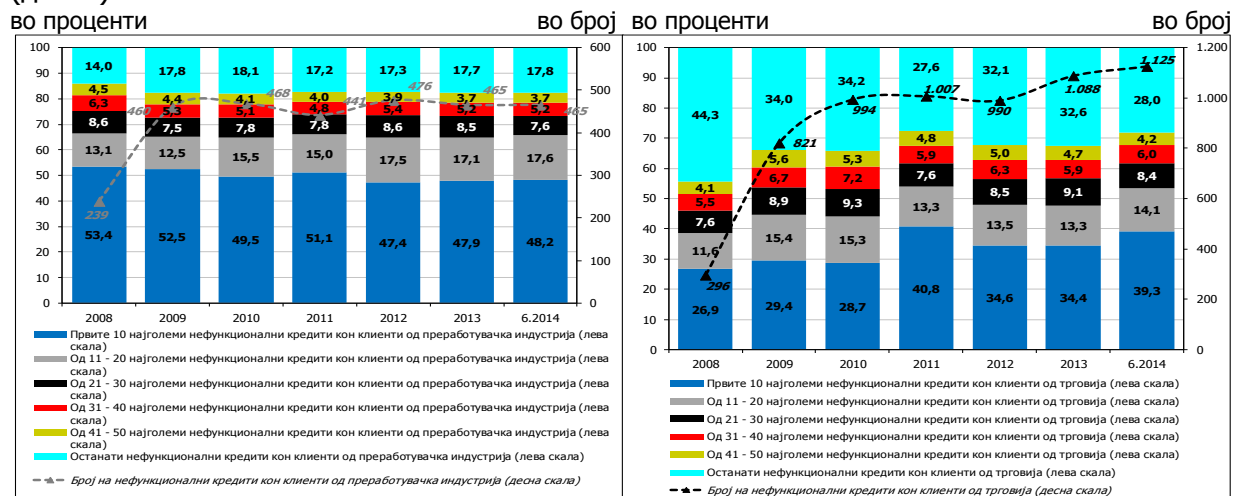 во проценти
во број
100
90
80
70
60
50
40
30
20
10
0
600
500
400
300
200
100
0
14,0 17,8 18,1 17,2 17,3 17,7 17,8
4,5 4,4 4,1 4,0 3,9 3,7 3,7
6,3 5,3 5,1 4,8 5,4 5,2 5,2
8,6 7,5 7,8 7,8 8,6 8,5 7,6
13,1 12,5 15,5 15,0 17,5 17,1 17,6
53,4 52,5 49,5 51,1 47,4 47,9 48,2
239 460 468 441 476 465 465
2008 2009 2010 2011 2012 2013 6.2014
Првите 10 најголеми нефункционални кредити кон клиенти од преработувачка индустрија (лева
скала)
Од 11 - 20 најголеми нефункционални кредити кон клиенти од преработувачка индустрија (лева
скала)
Од 21 - 30 најголеми нефункционални кредити кон клиенти од преработувачка индустрија (лева
скала)
Од 31 - 40 најголеми нефункционални кредити кон клиенти од преработувачка индустрија (лева
скала)
Од 41 - 50 најголеми нефункционални кредити кон клиенти од преработувачка индустрија (лева
скала)
Останати нефункционални кредити кон клиенти од преработувачка индустрија (лева скала)
Број на нефункционални кредити кон клиенти од преработувачка индустрија (десна скала)
во проценти
во број
100
90
80
70
60
50
40
30
20
10
0
1.200
1.000
800
600
400
200
0
44,3 34,0 34,2 27,6 32,1 32,6 28,0
4,1 5,6 5,3 4,8 5,0 4,7 4,2
5,5 6,7 7,2 5,9 6,3 5,9 6,0
7,6 8,9 9,3 7,6 8,5 9,1 8,4
11,6 15,4 15,3 13,3 13,5 13,3 14,1
26,9 29,4 28,7 40,8 34,6 34,4 39,3
296 821 994 1.007 990 1.088 1.125
2008 2009 2010 2011 2012 2013 6.2014
Првите 10 најголеми нефункционални кредити кон клиенти од трговија (лева скала)
Од 11 - 20 најголеми нефункционални кредити кон клиенти од трговија (лева скала)
Од 21 - 30 најголеми нефункционални кредити кон клиенти од трговија (лева скала)
Од 31 - 40 најголеми нефункционални кредити кон клиенти од трговија (лева скала)
Од 41 - 50 најголеми нефункционални кредити кон клиенти од трговија (лева скала)
Останати нефункционални кредити кон клиенти од трговија (лева скала)
Број на нефункционални кредити кон клиенти од трговија (десна скала)